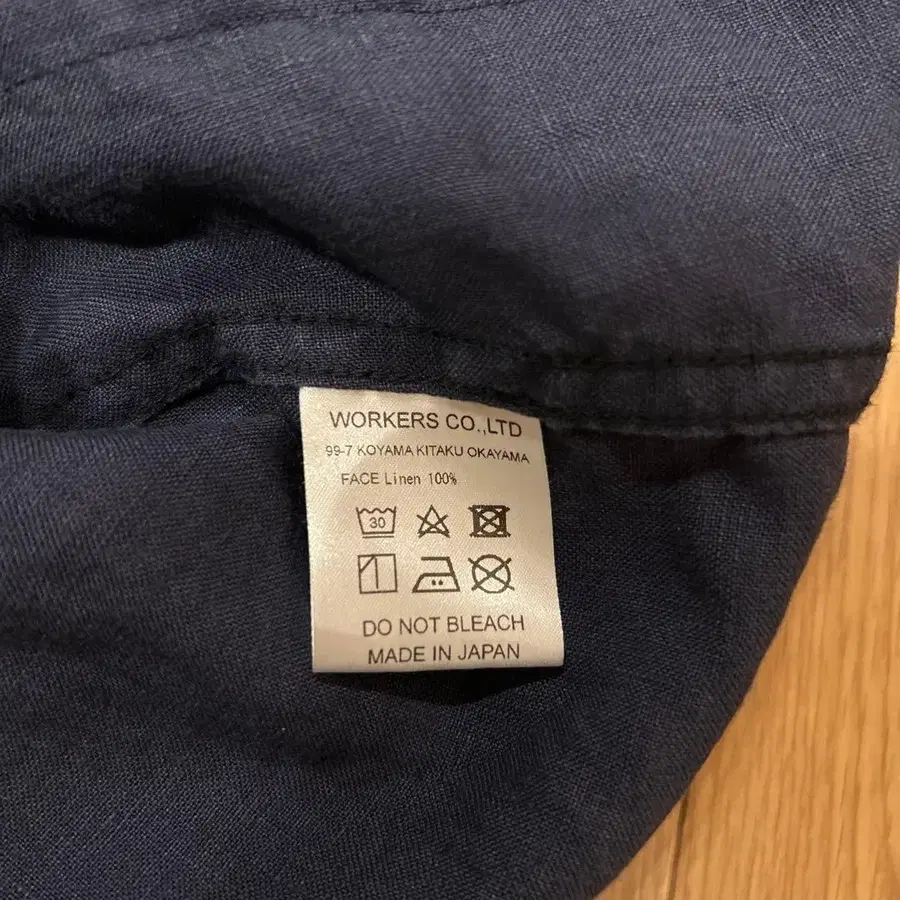 WORKERS CO.,LTD
99-7 KOYAMA KITAKU OKAYAMA
FACE Linen 100%
30
DO NOT BLEACH
MADE IN JAPAN